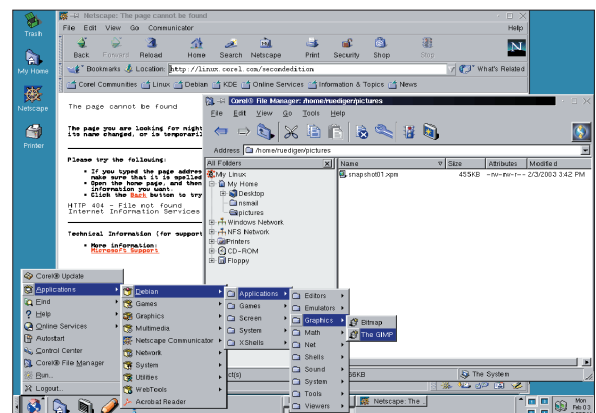 Trash
My Home
Netscape
Printer
Netscape: The page cannot be found
File Edit View Go Communicator Help
Back Forward Reload Home Search Netscape Print Security Shop Stop
N
Bookmarks Location: http://linux.corel.com/secondedition What's Related
Corel Communities Linux Debian KDE Online Services Information & Topics News
The page cannot be found
The page you are looking for might
its name changed, or is temporaril
Please try the following:
If you typed the page addres
make sure that it is spelled
Open the home page, and then
information you want.
Click the Back button to try
HTTP 404 - File not found
Internet Information Services
Technical Information (for support
More information:
Microsoft Support
Corel® File Manager: /home/ruediger/pictures
File Edit View Go Tools Help
Address /home/ruediger/pictures
All Folders
My Linux
My Home
Desktop
nsmail
pictures
Windows Network
NFS Network
Printers
CD-ROM
Floppy
Name Size Attributes Modified
snapshot01.xpm 455KB -rw-rw-r-- 2/3/2003 3:42 PM
ect(s) 56KB The System
Corel® Update
Applications
Find
Help
Online Services
Autostart
Control Center
Corel® File Manager
Run...
Logout...
Debian
Games
Graphics
Multimedia
Netscape Communicator
Network
System
Utilities
WebTools
Acrobat Reader
Applications
Games
Screen
System
XShells
Editors
Emulators
Graphics
Math
Net
Shells
Sound
System
Tools
Viewers
Bitmap
The GIMP
Netscape: The
Mon
Feb 03